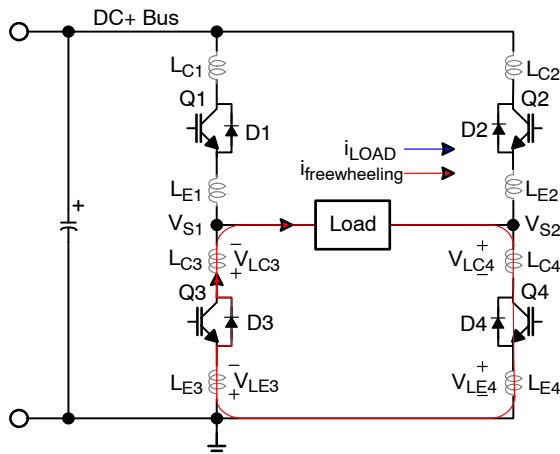 DC+ Bus
LC1
LC2
Q1
Q2
D1
D2
iLOAD
ifreewheeling
LE1
LE2
VS1
Load
VS2
LC3
−
+
VLC3
+
−
VLC4
LC4
Q3
Q4
D3
D4
LE3
−
+
VLE3
+
−
VLE4
LE4
+